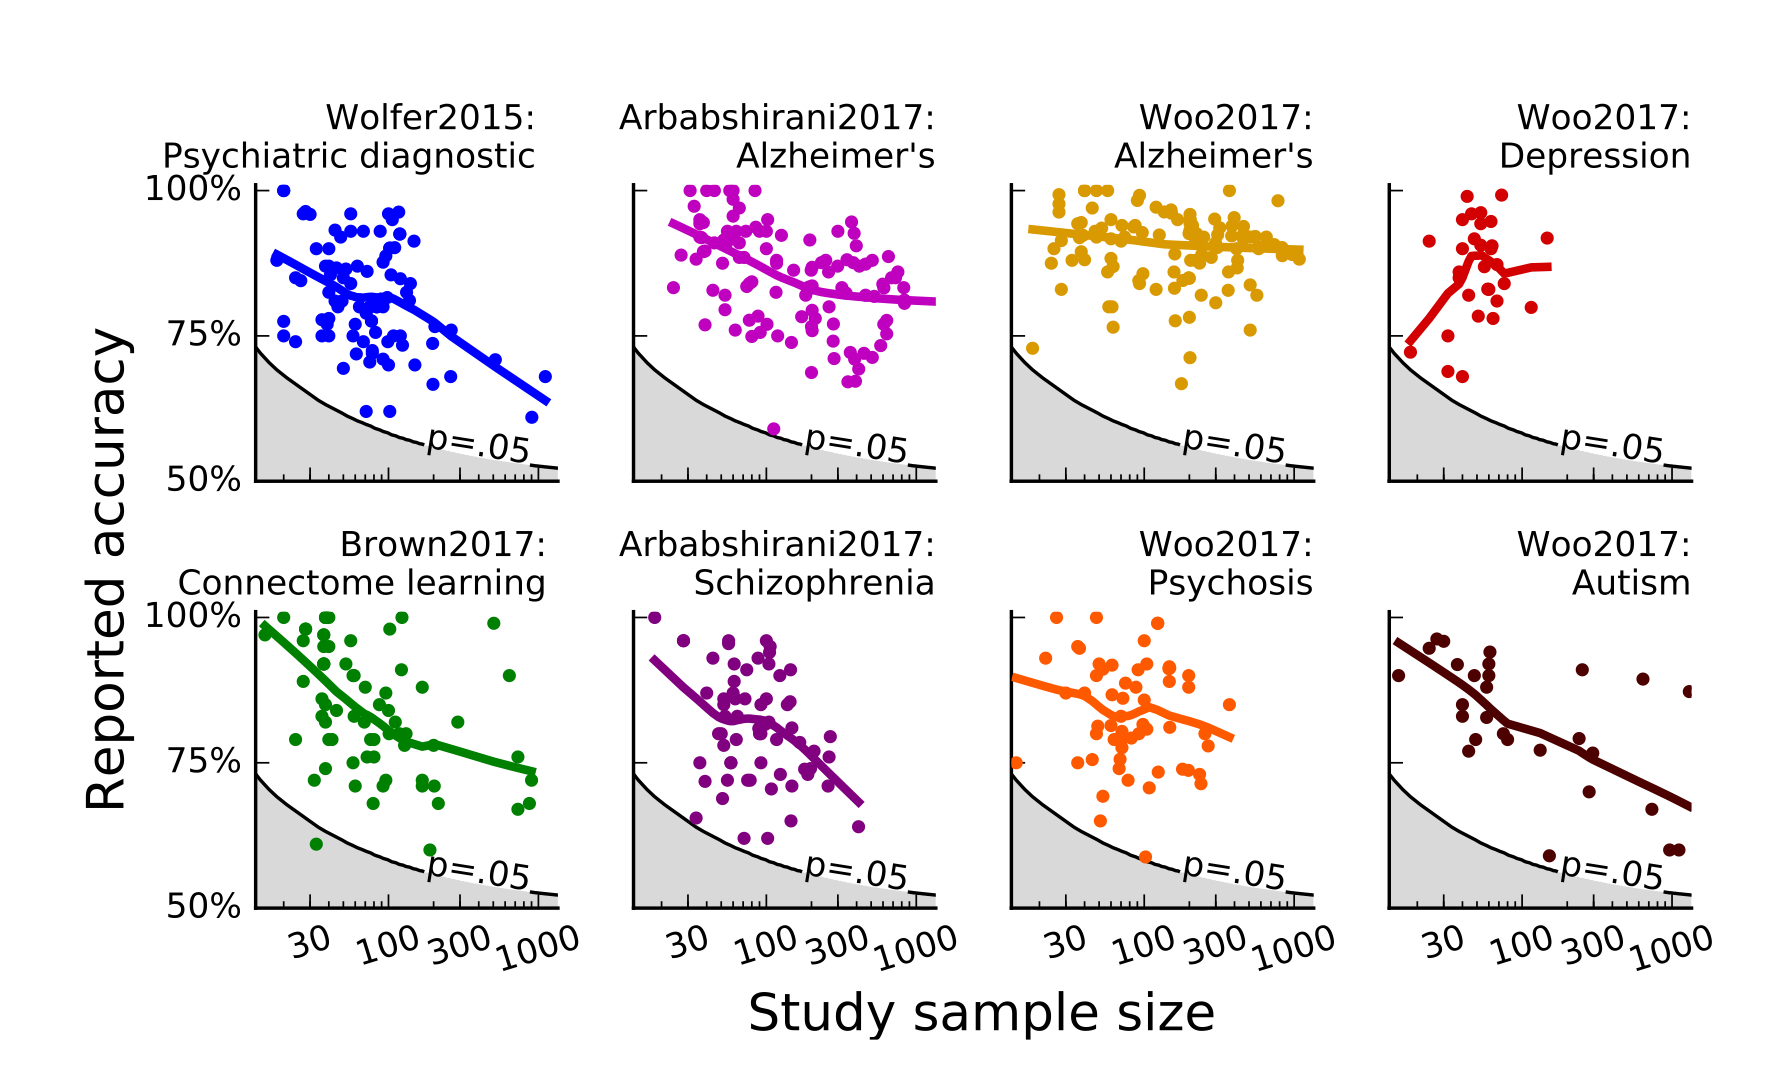 Wolfer2015:
Psychiatric diagnostic
Arbabshirani2017:
Alzheimer's
Woo2017:
Alzheimer's
Woo2017:
Depression
100%
75%
50%
p=.05
p=.05
p=.05
p=.05
Reported accuracy
Brown2017:
Connectome learning
Arbabshirani2017:
Schizophrenia
Woo2017:
Psychosis
Woo2017:
Autism
100%
75%
50%
p=.05
p=.05
p=.05
p=.05
30 100 300 1000
30 100 300 1000
30 100 300 1000
30 100 300 1000
Study sample size